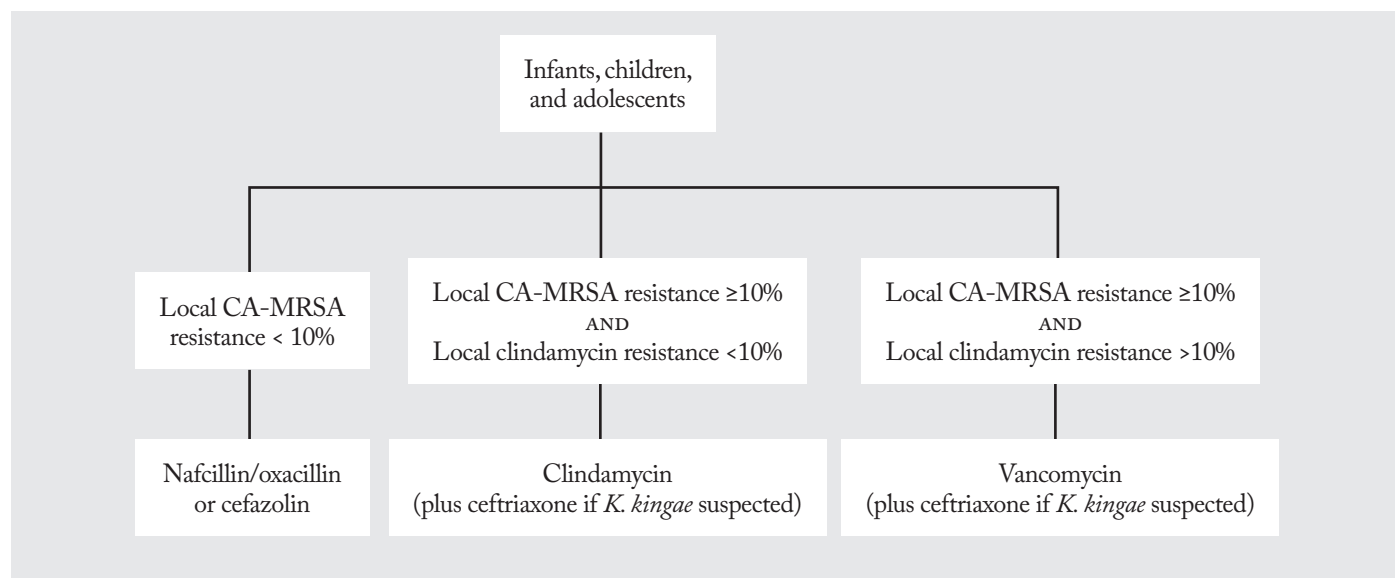 Infants, children,
and adolescents
Local CA-MRSA
resistance < 10%
Local CA-MRSA resistance ≥10%
AND
Local clindamycin resistance <10%
Local CA-MRSA resistance ≥10%
AND
Local clindamycin resistance >10%
Nafcillin/oxacillin
or cefazolin
Clindamycin
(plus ceftriaxone if K. kingae suspected)
Vancomycin
(plus ceftriaxone if K. kingae suspected)